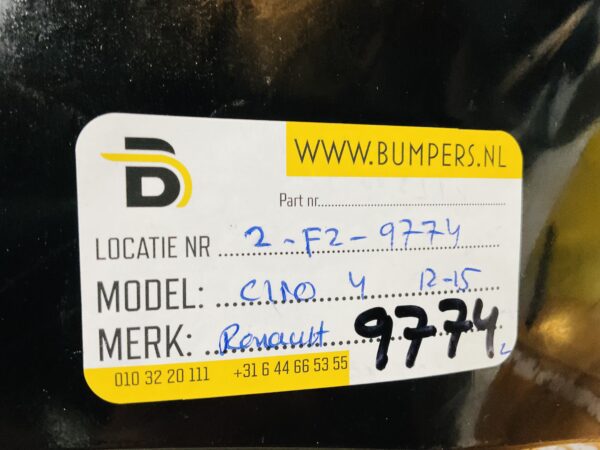 B
WWW.BUMPERS.NL
Part nr.
LOCATIE NR 2-F2-9774
MODEL: Clio 4 12-15
MERK: Renault 9774
010 32 20 111 +31 6 44 66 53 55